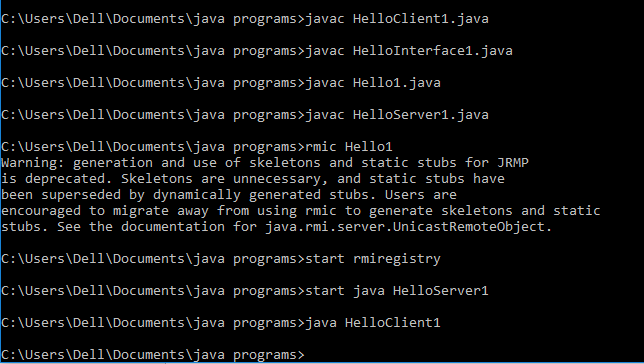 C:\Users\Dell\Documents\java programs>javac HelloClient1.java
C:\Users\Dell\Documents\java programs>javac HelloInterface1.java
C:\Users\Dell\Documents\java programs>javac Hello1.java
C:\Users\Dell\Documents\java programs>javac HelloServer1.java
C:\Users\Dell\Documents\java programs>rmic Hello1
Warning: generation and use of skeletons and static stubs for JRMP
is deprecated. Skeletons are unnecessary, and static stubs have
been superseded by dynamically generated stubs. Users are
encouraged to migrate away from using rmic to generate skeletons and static
stubs. See the documentation for java.rmi.server.UnicastRemoteObject.
C:\Users\Dell\Documents\java programs>start rmiregistry
C:\Users\Dell\Documents\java programs>start java HelloServer1
C:\Users\Dell\Documents\java programs>java HelloClient1
C:\Users\Dell\Documents\java programs>